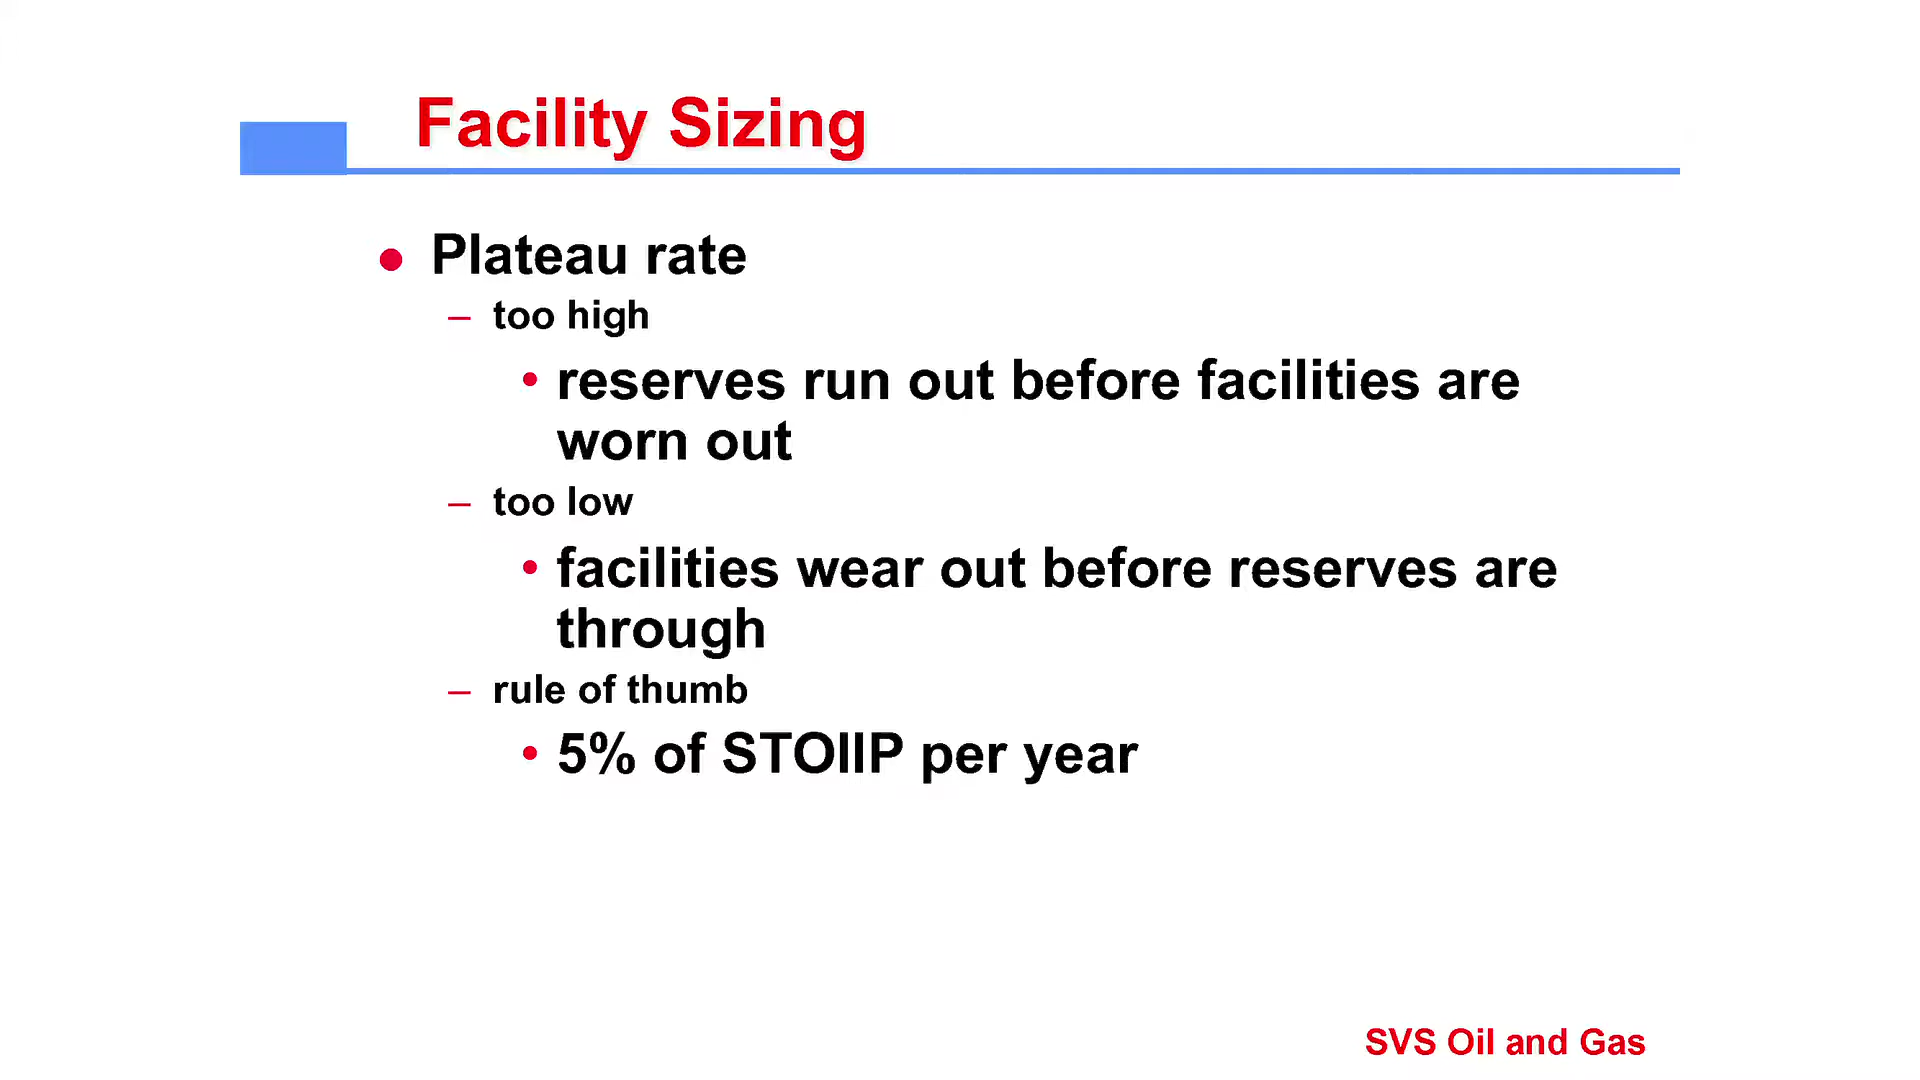 Facility Sizing
● Plateau rate
– too high
• reserves run out before facilities are
worn out
– too low
• facilities wear out before reserves are
through
– rule of thumb
• 5% of STOIIP per year
SVS Oil and Gas